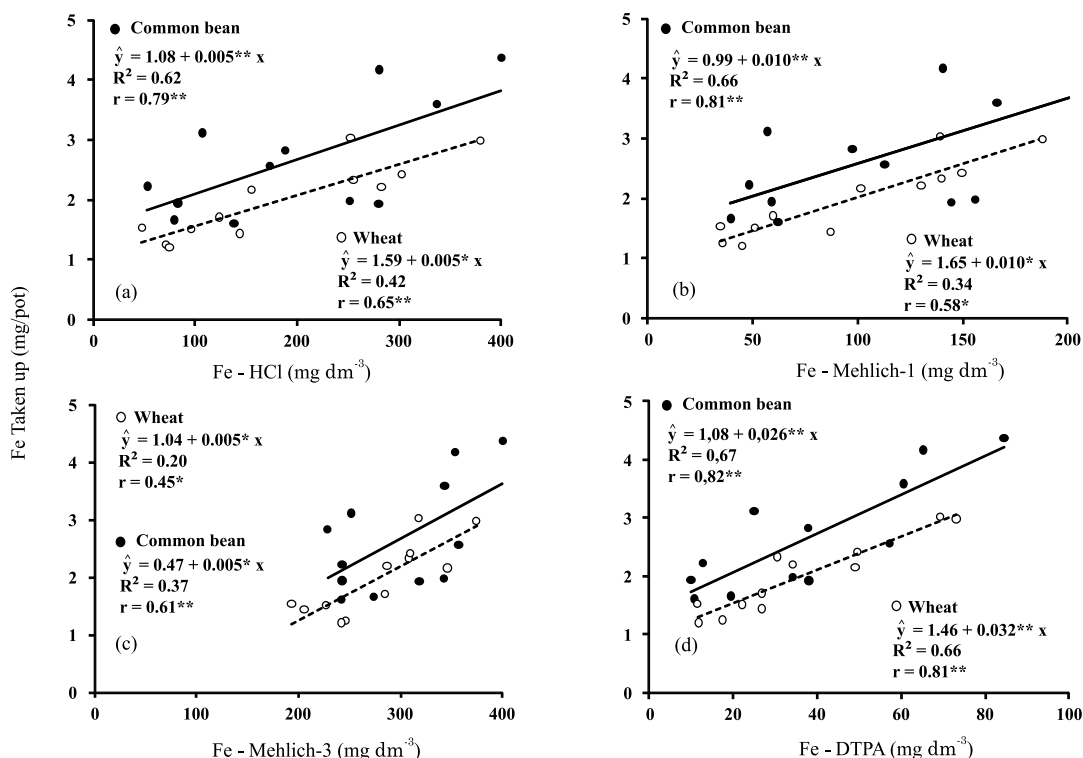 Fe Taken up (mg/pot)
5
4
3
2
1
0
Common bean
ŷ = 1.08 + 0.005** x
R² = 0.62
r = 0.79**
Wheat
ŷ = 1.59 + 0.005* x
R² = 0.42
r = 0.65**
(a)
0 100 200 300 400
Fe - HCl (mg dm⁻³)
5
4
3
2
1
0
Common bean
ŷ = 0.99 + 0.010** x
R² = 0.66
r = 0.81**
Wheat
ŷ = 1.65 + 0.010* x
R² = 0.34
r = 0.58*
(b)
0 50 100 150 200
Fe - Mehlich-1 (mg dm⁻³)
5
4
3
2
1
0
Wheat
ŷ = 1.04 + 0.005* x
R² = 0.20
r = 0.45*
Common bean
ŷ = 0.47 + 0.005* x
R² = 0.37
r = 0.61**
(c)
0 100 200 300 400
Fe - Mehlich-3 (mg dm⁻³)
5
4
3
2
1
0
Common bean
ŷ = 1,08 + 0,026** x
R² = 0,67
r = 0,82**
Wheat
ŷ = 1.46 + 0.032** x
R² = 0.66
r = 0.81**
(d)
0 20 40 60 80 100
Fe - DTPA (mg dm⁻³)